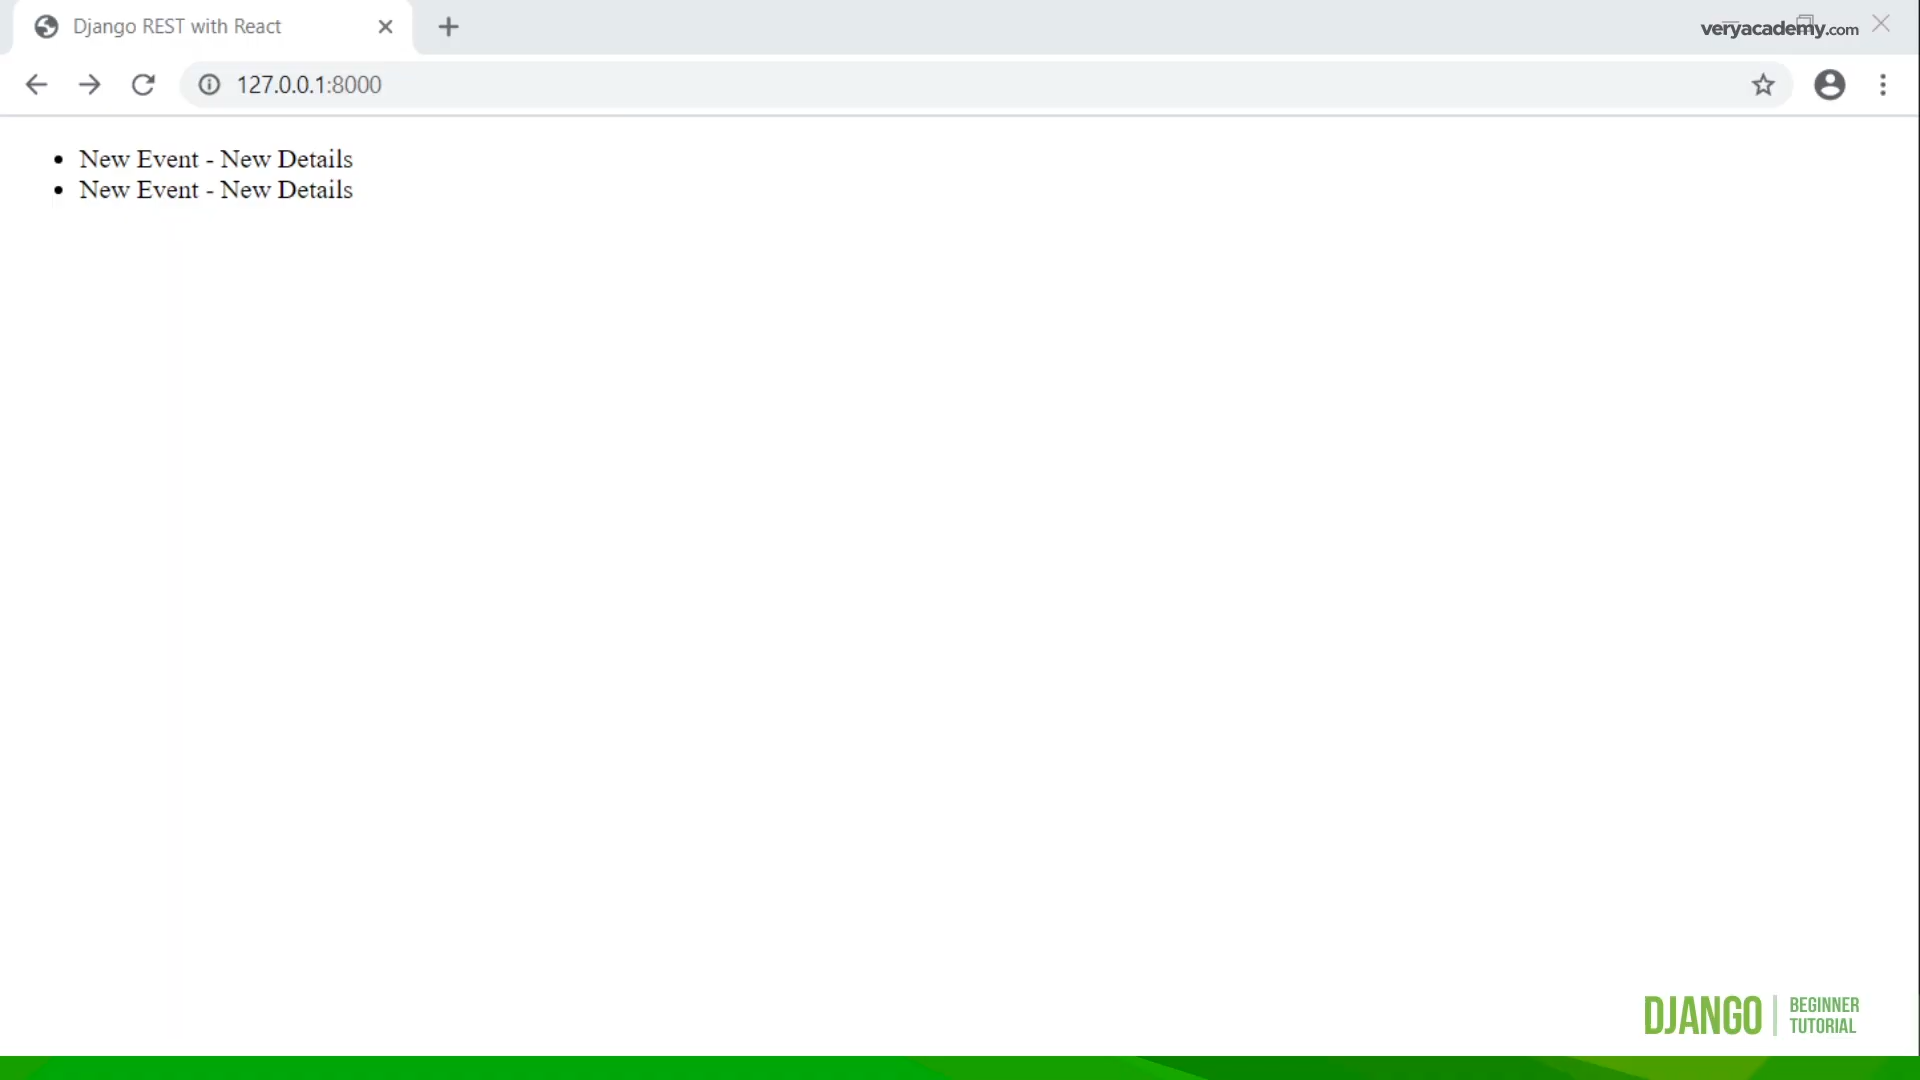 Django REST with React
veryacademy.com
127.0.0.1:8000
New Event - New Details
New Event - New Details
DJANGO
BEGINNER
TUTORIAL